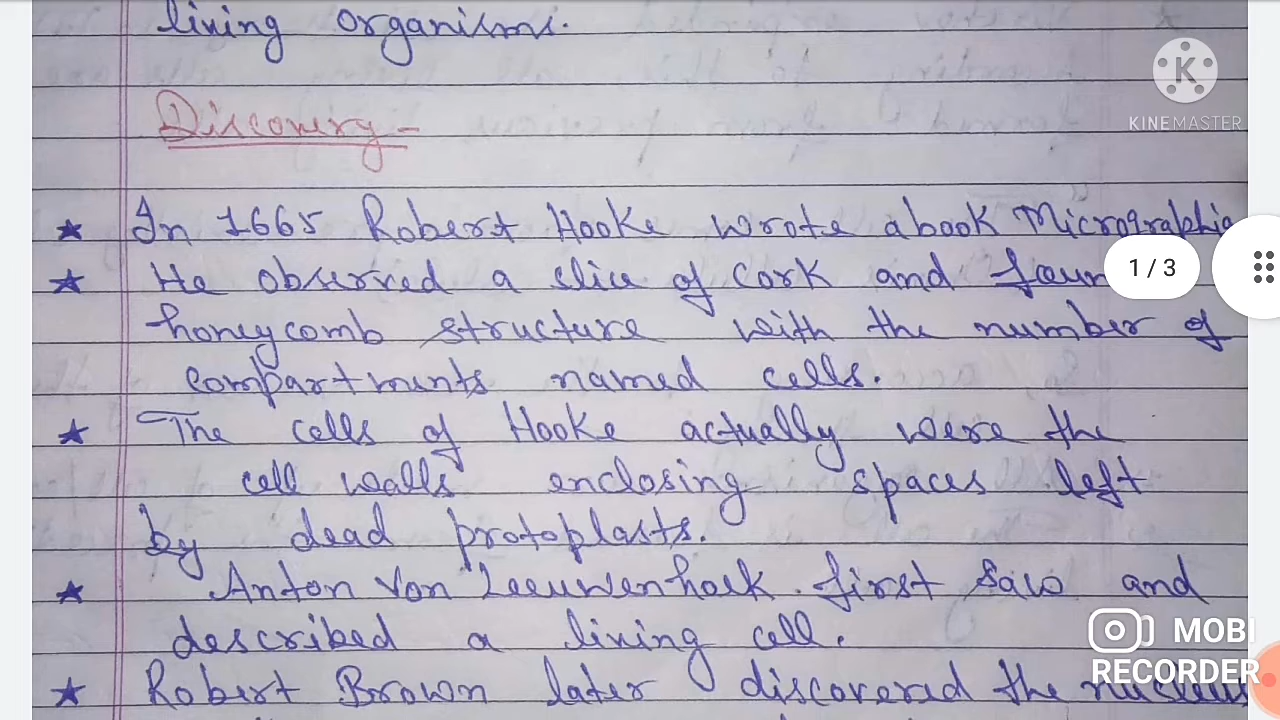 living organisms.
KINEMASTER
Discovery -
In 1665 Robert Hooke wrote a book Micrographia
1 / 3
He observed a slice of cork and foun
honeycomb structure with the number of
compartments named cells.
The cells of Hooke actually were the
cell walls enclosing spaces left
by dead protoplasts.
Anton Von Leeuwenhoek. first saw and
described a living cell.
MOBI
RECORDER
Robert Brown later discovered the nucleus